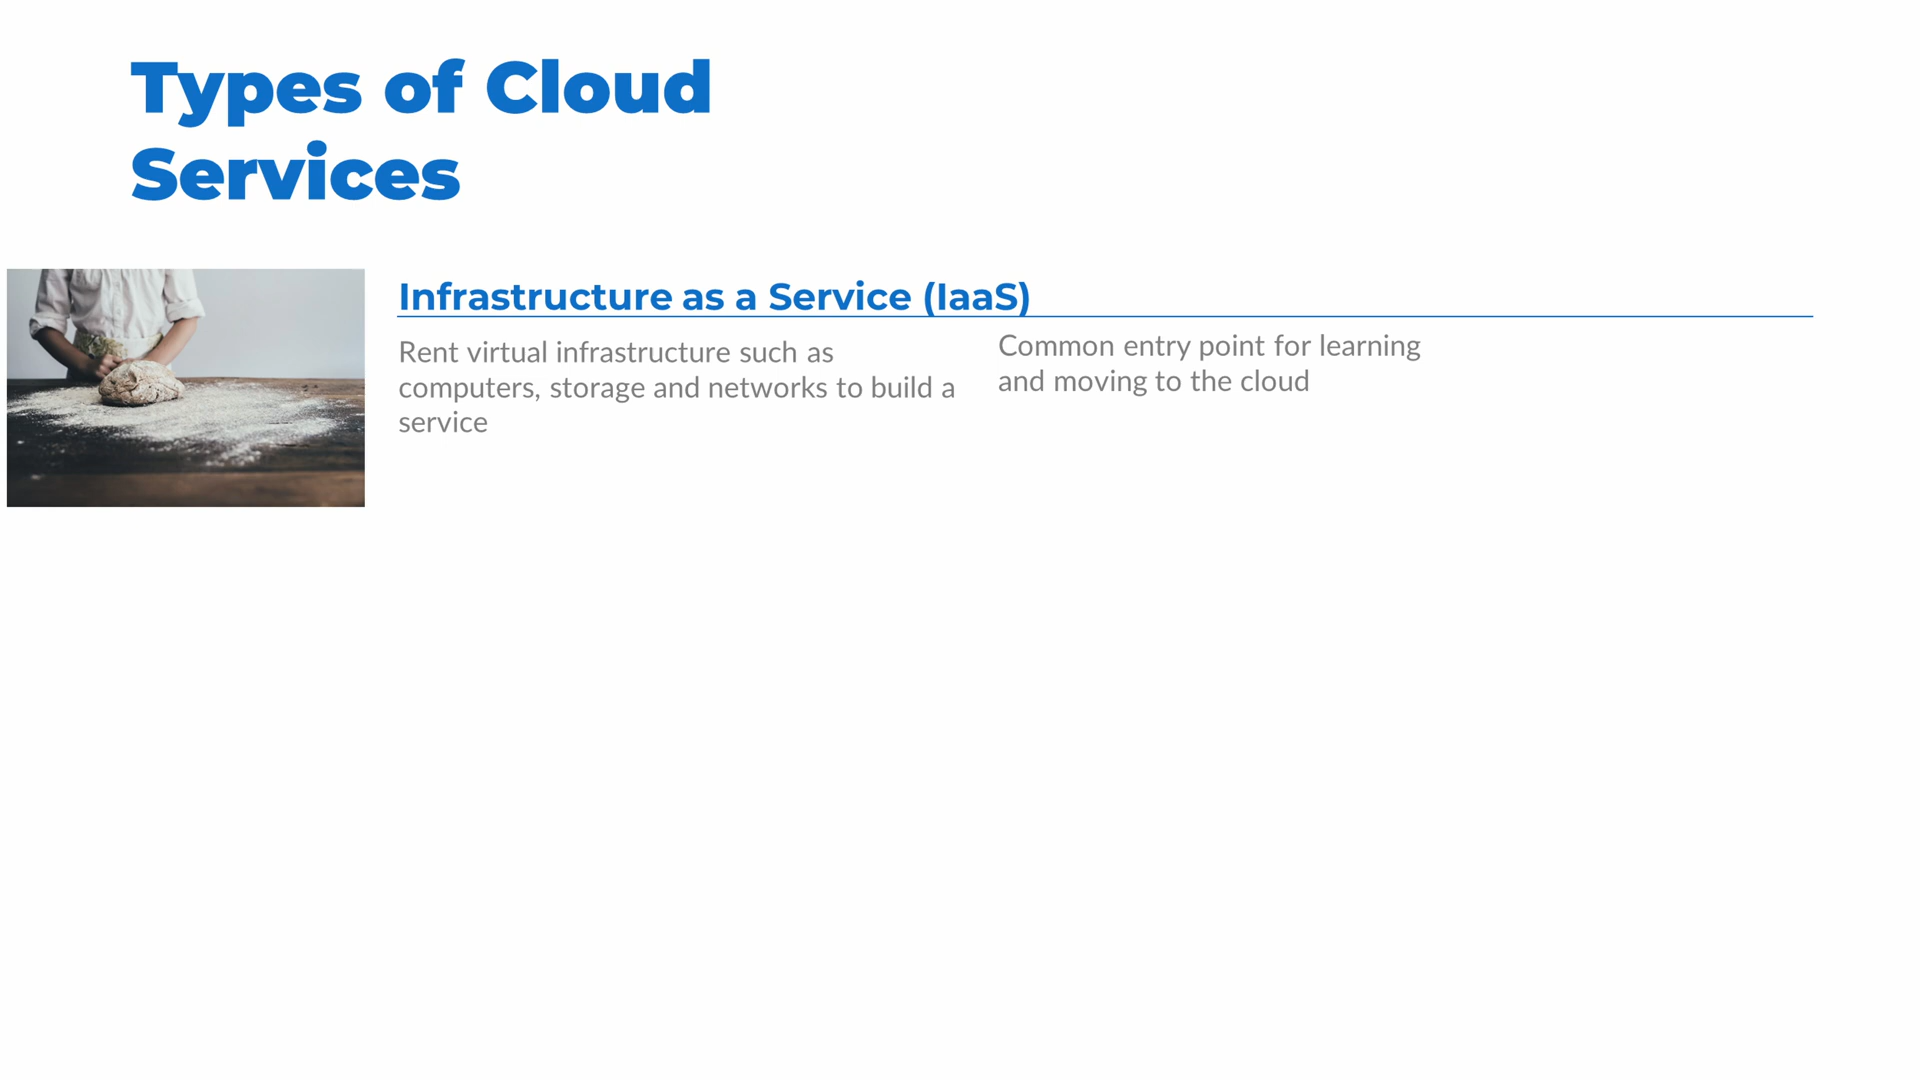 Types of Cloud
Services
Infrastructure as a Service (IaaS)
Rent virtual infrastructure such as
computers, storage and networks to build a
service
Common entry point for learning
and moving to the cloud